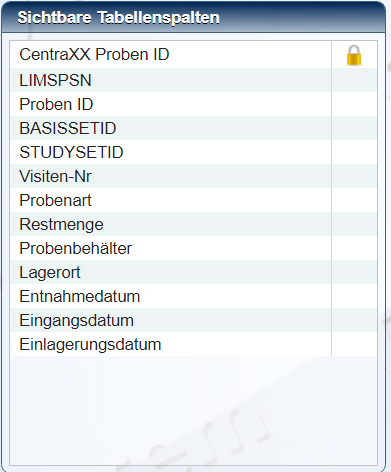 Sichtbare Tabellenspalten
CentraXX Proben ID
LIMSPSN
Proben ID
BASISSETID
STUDYSETID
Visiten-Nr
Probenart
Restmenge
Probenbehälter
Lagerort
Entnahmedatum
Eingangsdatum
Einlagerungsdatum